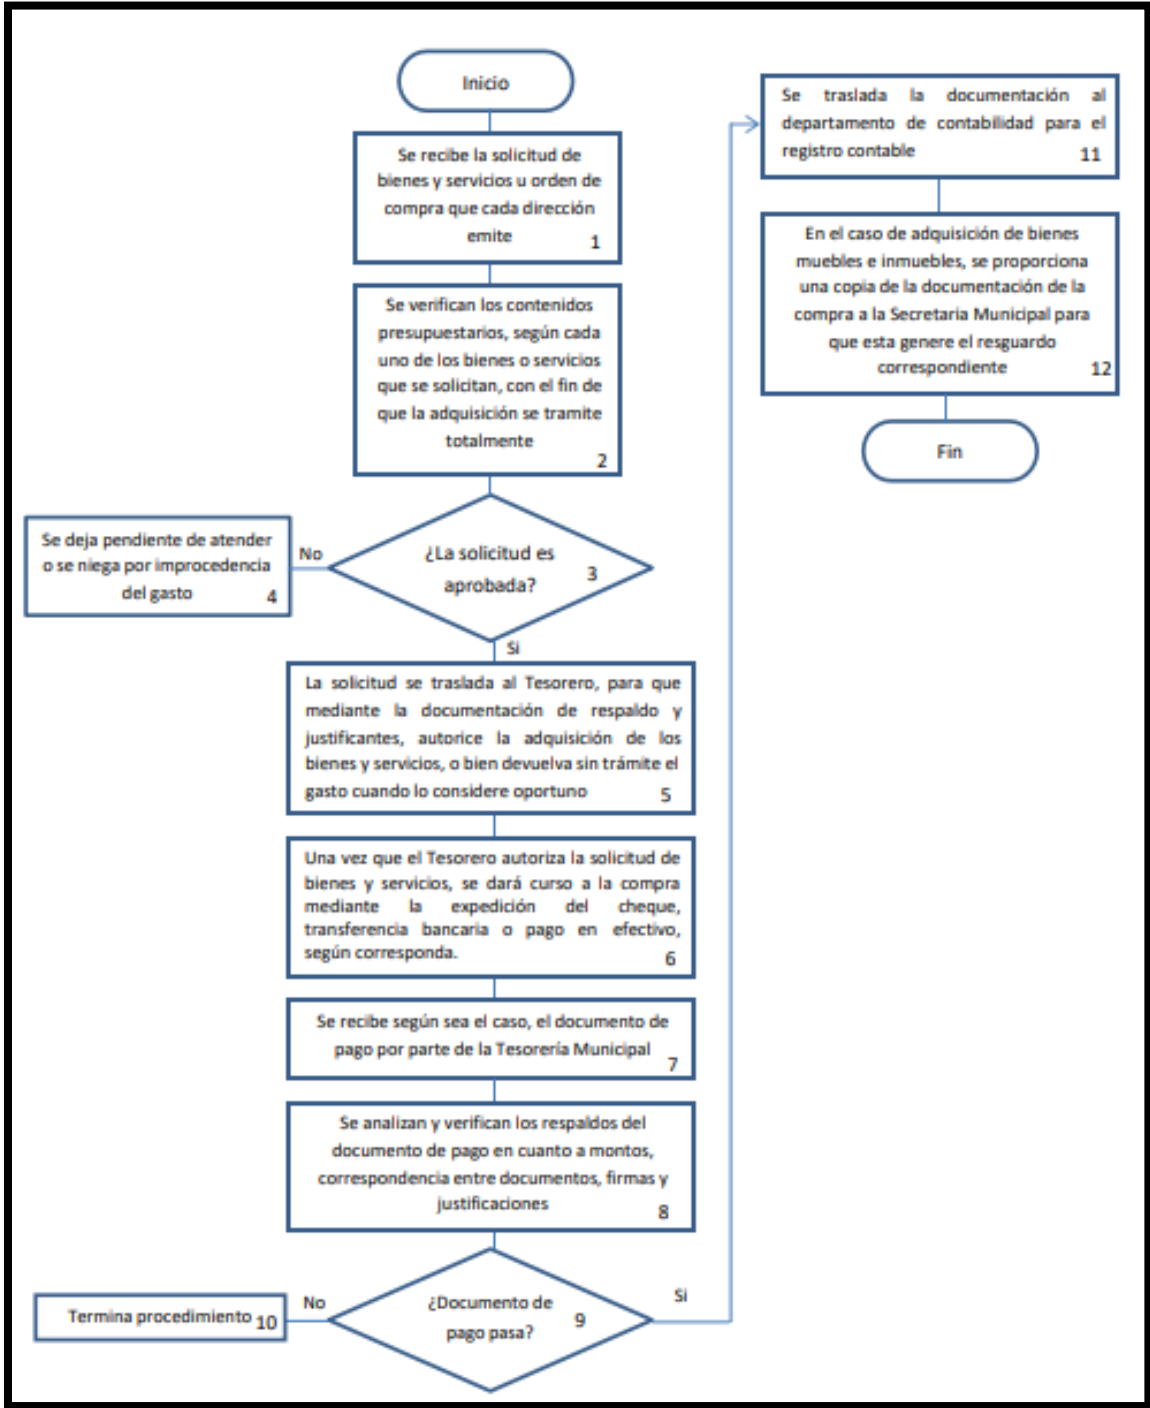 Inicio
Se recibe la solicitud de
bienes y servicios u orden de
compra que cada dirección
emite 1
Se verifican los contenidos
presupuestarios, según cada
uno de los bienes o servicios
que se solicitan, con el fin de
que la adquisición se tramite
totalmente
2
¿La solicitud es
aprobada? 3
No
Se deja pendiente de atender
o se niega por improcedencia
del gasto 4
Si
La solicitud se traslada al Tesorero, para que
mediante la documentación de respaldo y
justificantes, autorice la adquisición de los
bienes y servicios, o bien devuelva sin trámite el
gasto cuando lo considere oportuno 5
Una vez que el Tesorero autoriza la solicitud de
bienes y servicios, se dará curso a la compra
mediante la expedición del cheque,
transferencia bancaria o pago en efectivo,
según corresponda. 6
Se recibe según sea el caso, el documento de
pago por parte de la Tesorería Municipal 7
Se analizan y verifican los respaldos del
documento de pago en cuanto a montos,
correspondencia entre documentos, firmas y
justificaciones 8
¿Documento de
pago pasa? 9
No
Termina procedimiento 10
Si
Se traslada la documentación al
departamento de contabilidad para el
registro contable 11
En el caso de adquisición de bienes
muebles e inmuebles, se proporciona
una copia de la documentación de la
compra a la Secretaria Municipal para
que esta genere el resguardo
correspondiente 12
Fin